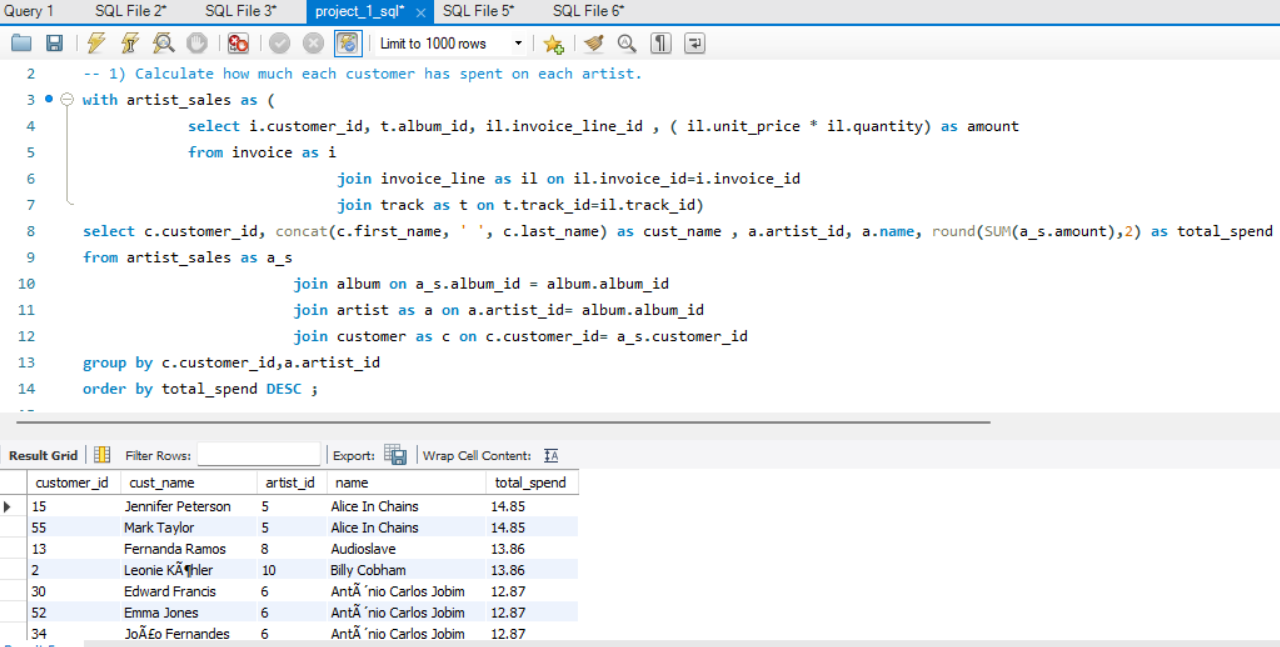 Query 1 SQL File 2* SQL File 3* project_1_sql* × SQL File 5* SQL File 6*
Limit to 1000 rows
2 -- 1) Calculate how much each customer has spent on each artist.
3 with artist_sales as (
4 select i.customer_id, t.album_id, il.invoice_line_id , ( il.unit_price * il.quantity) as amount
5 from invoice as i
6 join invoice_line as il on il.invoice_id=i.invoice_id
7 join track as t on t.track_id=il.track_id)
8 select c.customer_id, concat(c.first_name, ' ', c.last_name) as cust_name , a.artist_id, a.name, round(SUM(a_s.amount),2) as total_spend
9 from artist_sales as a_s
10 join album on a_s.album_id = album.album_id
11 join artist as a on a.artist_id= album.album_id
12 join customer as c on c.customer_id= a_s.customer_id
13 group by c.customer_id,a.artist_id
14 order by total_spend DESC ;
Result Grid Filter Rows: Export: Wrap Cell Content:
customer_id cust_name artist_id name total_spend
15 Jennifer Peterson 5 Alice In Chains 14.85
55 Mark Taylor 5 Alice In Chains 14.85
13 Fernanda Ramos 8 Audioslave 13.86
2 Leonie KÃ¶hler 10 Billy Cobham 13.86
30 Edward Francis 6 AntÃ´nio Carlos Jobim 12.87
52 Emma Jones 6 AntÃ´nio Carlos Jobim 12.87
34 JoÃ£o Fernandes 6 AntÃ´nio Carlos Jobim 12.87